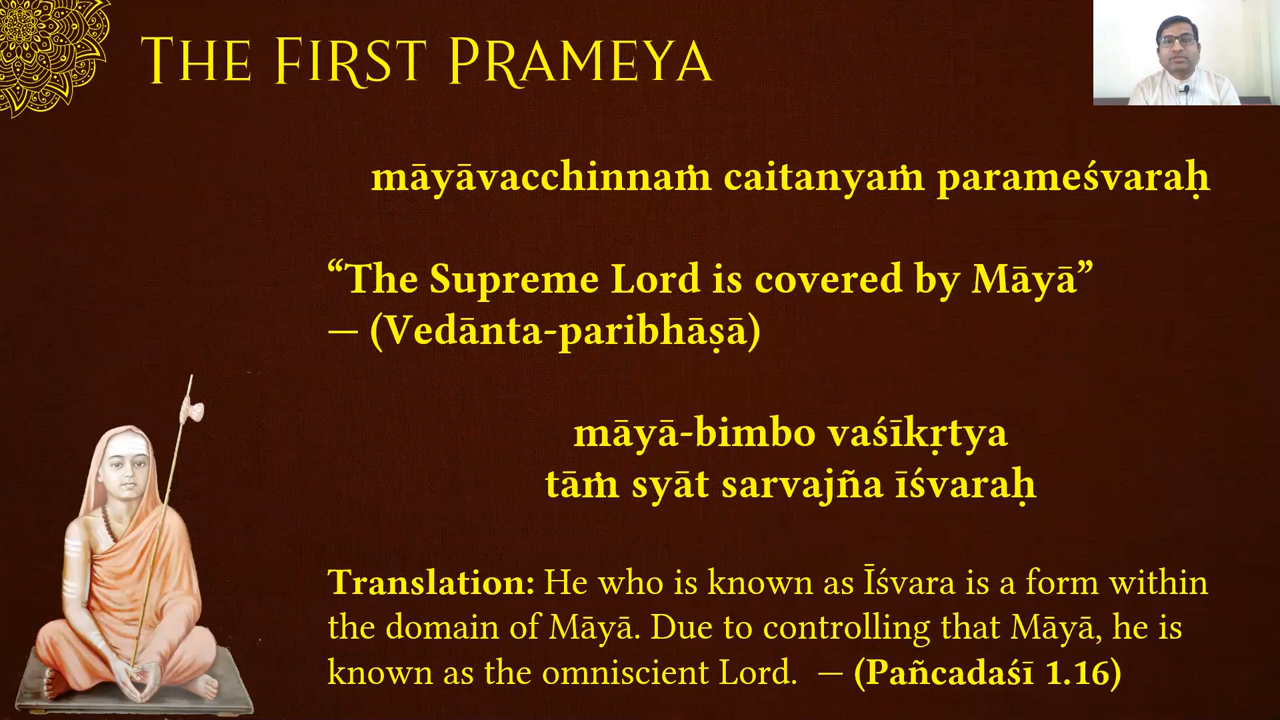 THE FIRST PRAMEYA
māyāvacchinnaṁ caitanyaṁ parameśvaraḥ
“The Supreme Lord is covered by Māyā”
— (Vedānta-paribhāṣā)
māyā-bimbo vaśīkṛtya
tāṁ syāt sarvajña īśvaraḥ
Translation: He who is known as Īśvara is a form within
the domain of Māyā. Due to controlling that Māyā, he is
known as the omniscient Lord. — (Pañcadaśī 1.16)